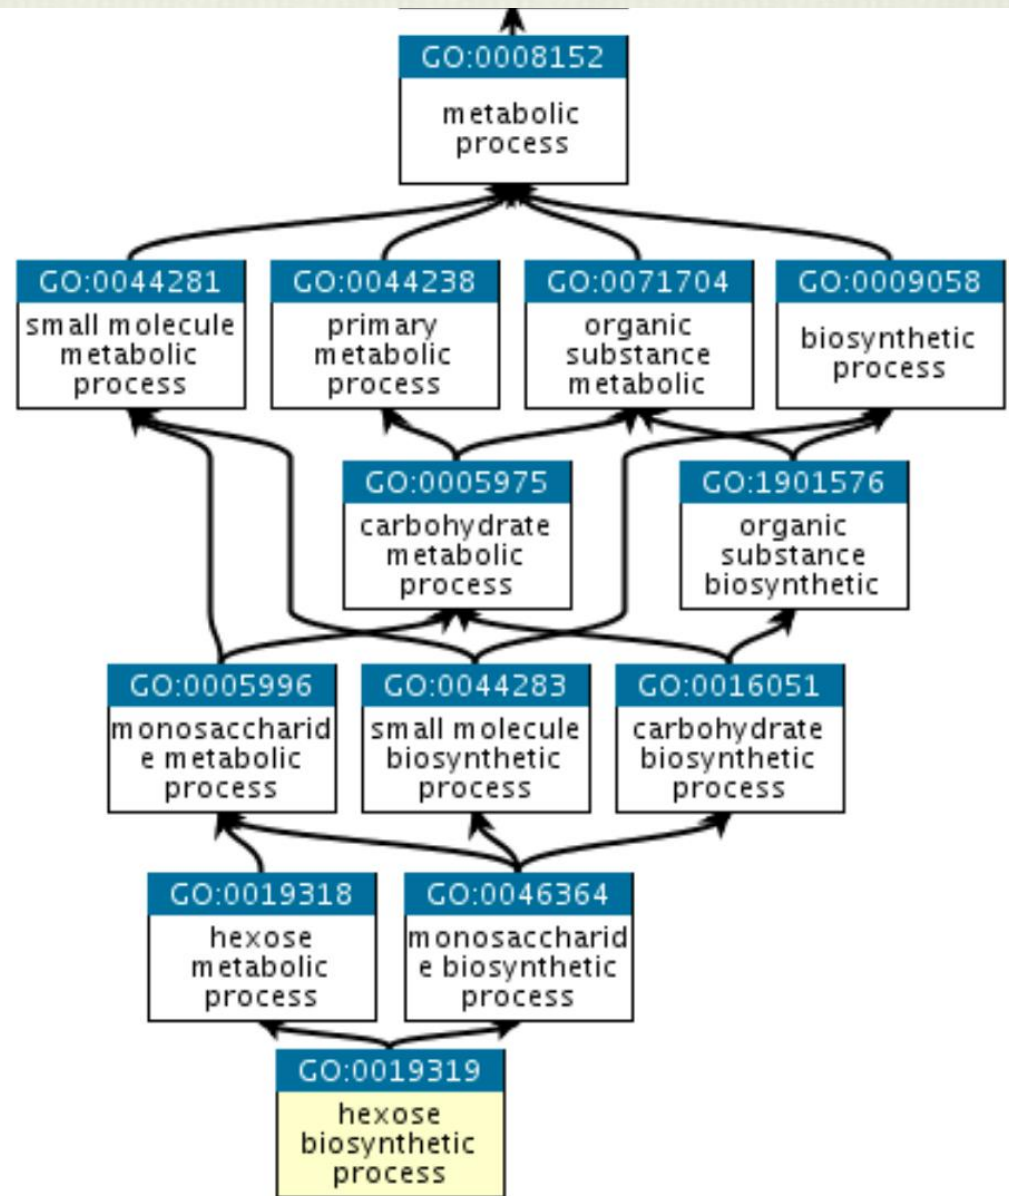 GO:0008152
metabolic
process
GO:0044281
small molecule
metabolic
process
GO:0044238
primary
metabolic
process
GO:0071704
organic
substance
metabolic
GO:0009058
biosynthetic
process
GO:0005975
carbohydrate
metabolic
process
GO:1901576
organic
substance
biosynthetic
GO:0005996
monosaccharid
e metabolic
process
GO:0044283
small molecule
biosynthetic
process
GO:0016051
carbohydrate
biosynthetic
process
GO:0019318
hexose
metabolic
process
GO:0046364
monosaccharid
e biosynthetic
process
GO:0019319
hexose
biosynthetic
process